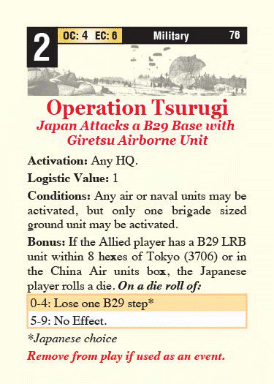 2 OC: 4 EC: 6 Military 76
Operation Tsurugi
Japan Attacks a B29 Base with
Giretsu Airborne Unit
Activation: Any HQ.
Logistic Value: 1
Conditions: Any air or naval units may be
activated, but only one brigade sized
ground unit may be activated.
Bonus: If the Allied player has a B29 LRB
unit within 8 hexes of Tokyo (3706) or in
the China Air units box, the Japanese
player rolls a die. On a die roll of:
0-4: Lose one B29 step*
5-9: No Effect.
*Japanese choice
Remove from play if used as an event.